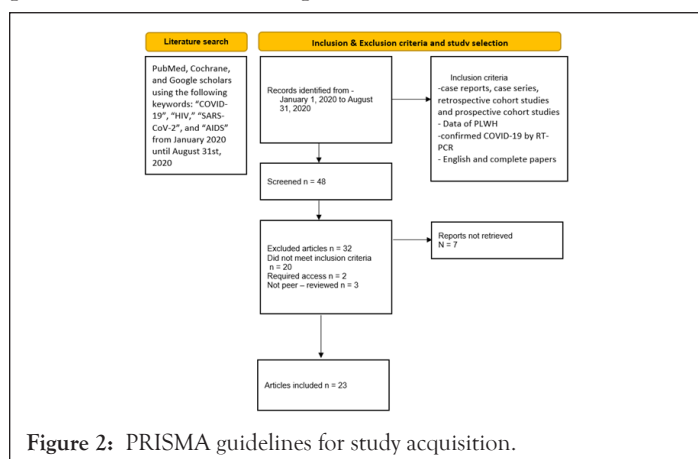 Literature search
Inclusion & Exclusion criteria and study selection
PubMed, Cochrane,
and Google scholars
using the following
keywords: “COVID-
19”, “HIV,” “SARS-
CoV-2”, and “AIDS”
from January 2020
until August 31st,
2020
Records identified from -
January 1, 2020 to August
31, 2020
Inclusion criteria
-case reports, case series,
retrospective cohort studies
and prospective cohort studies
- Data of PLWH
-confirmed COVID-19 by RT-
PCR
- English and complete papers
Screened n = 48
Excluded articles n = 32
Did not meet inclusion criteria
n = 20
Required access n = 2
Not peer – reviewed n = 3
Reports not retrieved
N = 7
Articles included n = 23
Figure 2: PRISMA guidelines for study acquisition.